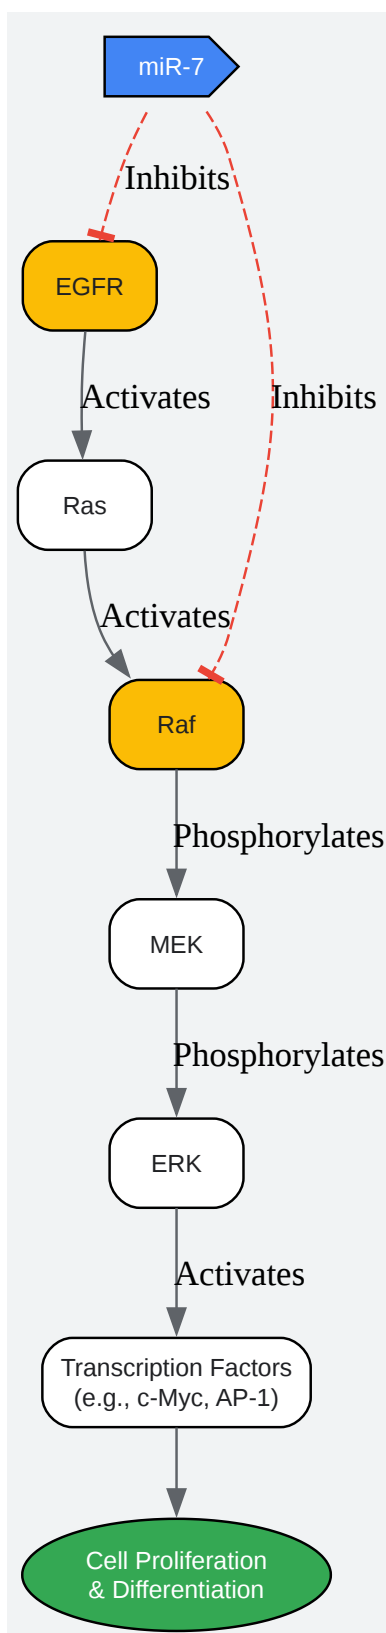 miR-7
Inhibits
EGFR
Activates
Inhibits
Ras
Activates
Raf
Phosphorylates
MEK
Phosphorylates
ERK
Activates
Transcription Factors
(e.g., c-Myc, AP-1)
Cell Proliferation
& Differentiation